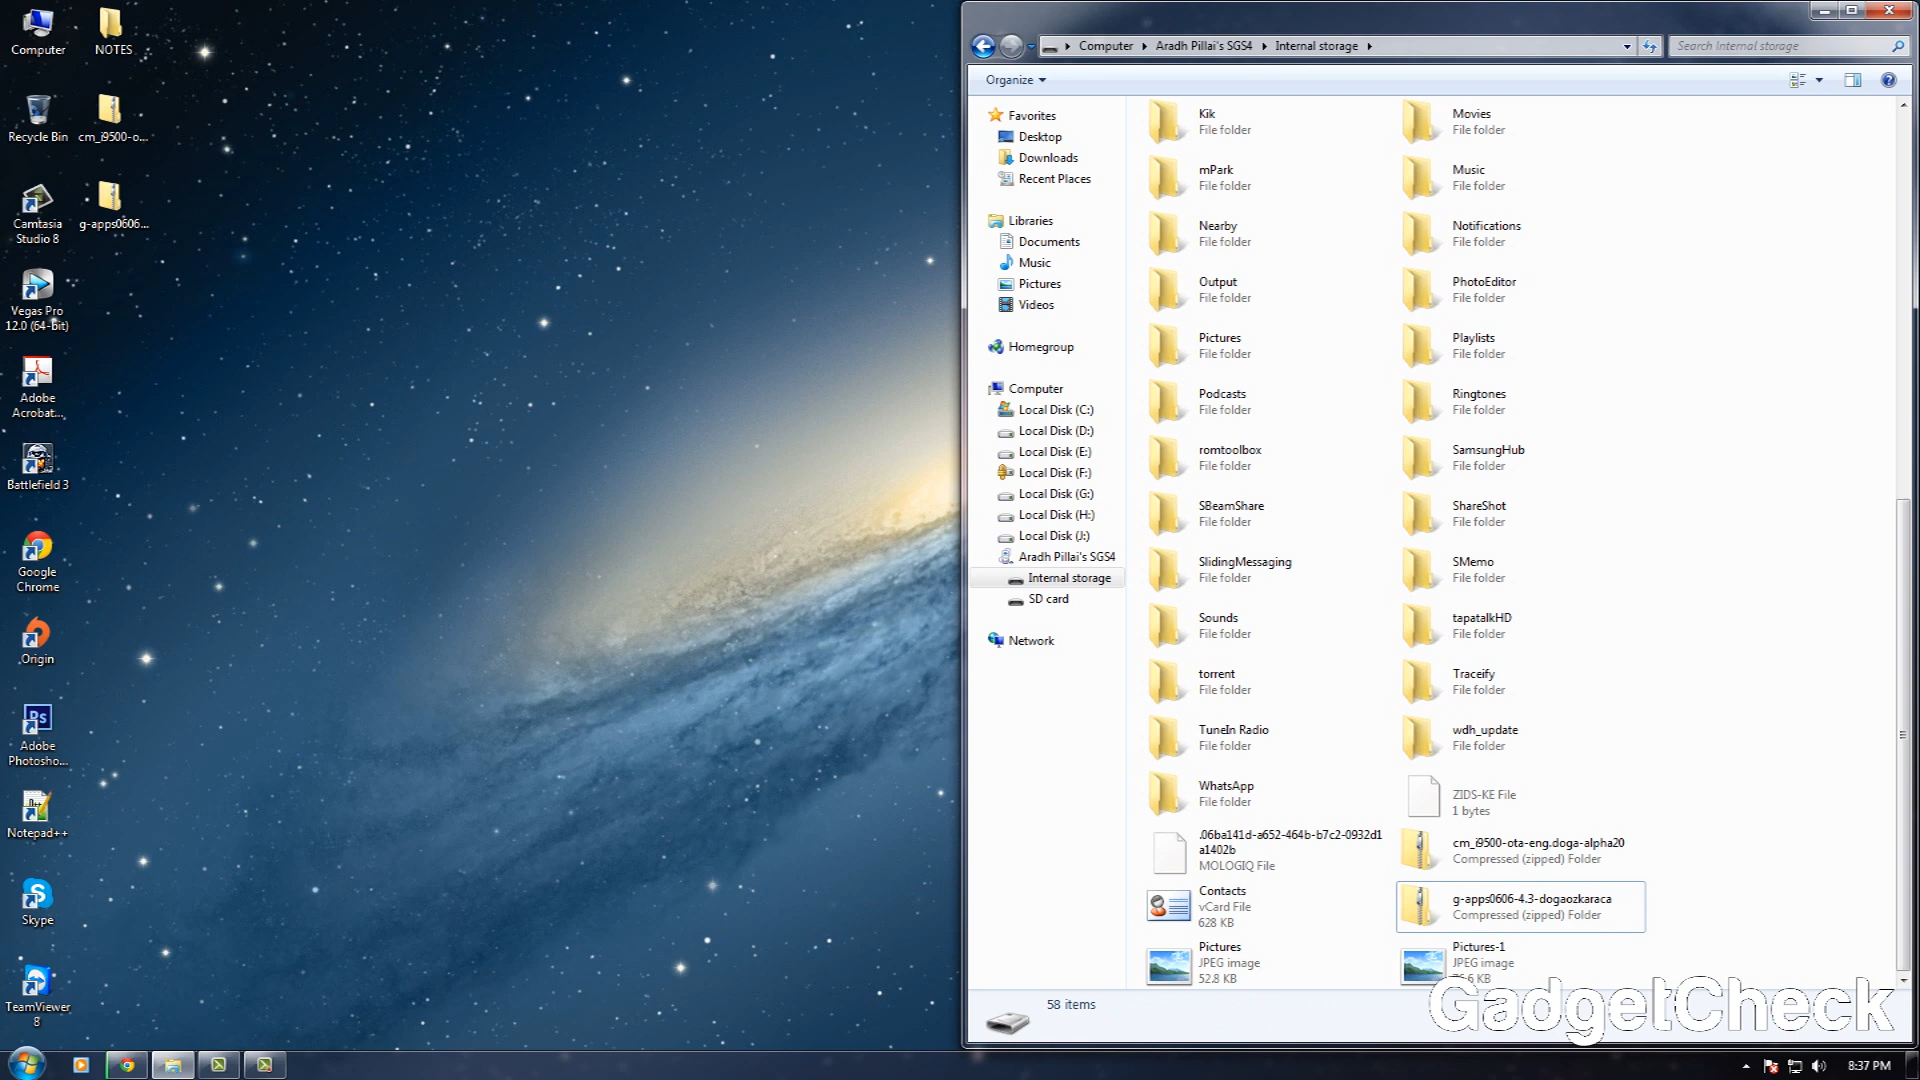 Computer
NOTES
Recycle Bin
cm_i9500-o...
Camtasia
Studio 8
g-apps0606...
Vegas Pro
12.0 (64-bit)
Adobe
Acrobat...
Battlefield 3
Google
Chrome
Origin
Ps
Adobe
Photosho...
Notepad++
Skype
TeamViewer
8
Computer
Aradh Pillai's SGS4
Internal storage
Search Internal storage
Organize
Favorites
Desktop
Downloads
Recent Places
Libraries
Documents
Music
Pictures
Videos
Homegroup
Computer
Local Disk (C:)
Local Disk (D:)
Local Disk (E:)
Local Disk (F:)
Local Disk (G:)
Local Disk (H:)
Local Disk (J:)
Aradh Pillai's SGS4
Internal storage
SD card
Network
Kik
File folder
Movies
File folder
mPark
File folder
Music
File folder
Nearby
File folder
Notifications
File folder
Output
File folder
PhotoEditor
File folder
Pictures
File folder
Playlists
File folder
Podcasts
File folder
Ringtones
File folder
romtoolbox
File folder
SamsungHub
File folder
SBeamShare
File folder
ShareShot
File folder
SlidingMessaging
File folder
SMemo
File folder
Sounds
File folder
tapatalkHD
File folder
torrent
File folder
Traceify
File folder
TuneIn Radio
File folder
wdh_update
File folder
WhatsApp
File folder
ZIDS-KE File
1 bytes
.06ba141d-a652-464b-b7c2-0932d1
a1402b
MOLOGIQ File
cm_i9500-ota-eng.doga-alpha20
Compressed (zipped) Folder
Contacts
vCard File
628 KB
g-apps0606-4.3-dogaozkaraca
Compressed (zipped) Folder
Pictures
JPEG image
52.8 KB
Pictures-1
JPEG image
KB
58 items
GadgetCheck
8:37 PM